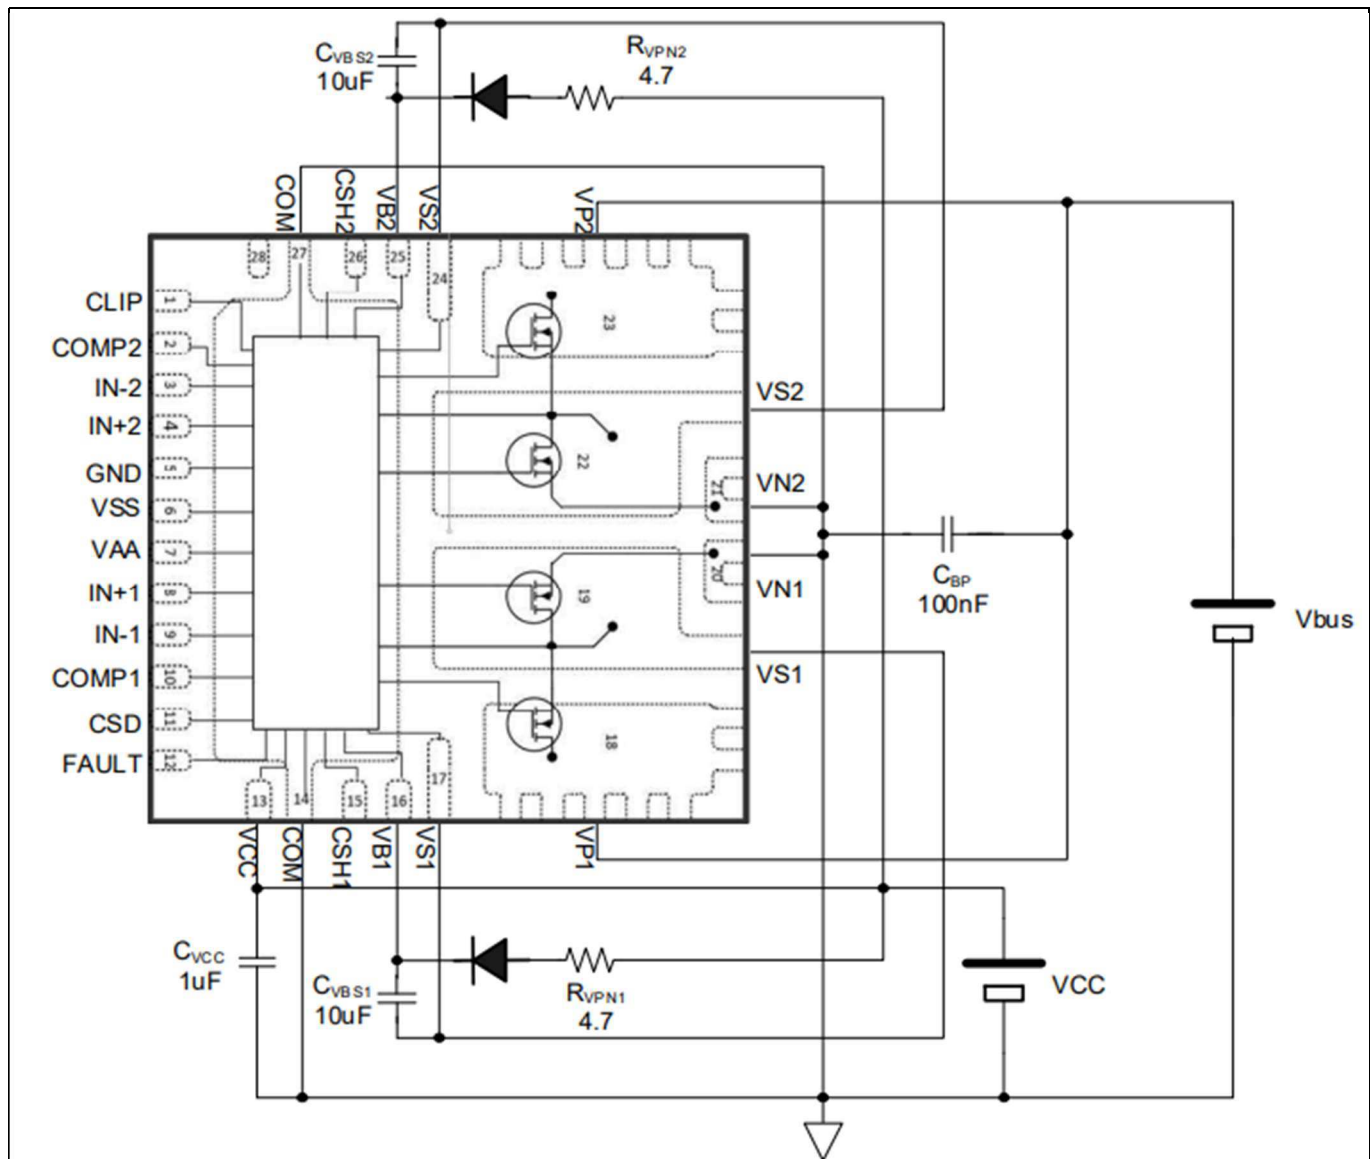 CVBS2
10uF
RVPN2
4.7
COM
CSH2
VB2
VS2
VP2
28
27
26
25
24
23
CLIP
1
COMP2
2
IN-2
3
IN+2
4
GND
5
VSS
6
VAA
7
IN+1
8
IN-1
9
COMP1
10
CSD
11
FAULT
12
22
21
20
19
18
VS2
VN2
VN1
VS1
CBP
100nF
Vbus
13
14
15
16
17
VCC
COM
CSH1
VB1
VS1
VP1
CVCC
1uF
CVBS1
10uF
RVPN1
4.7
VCC